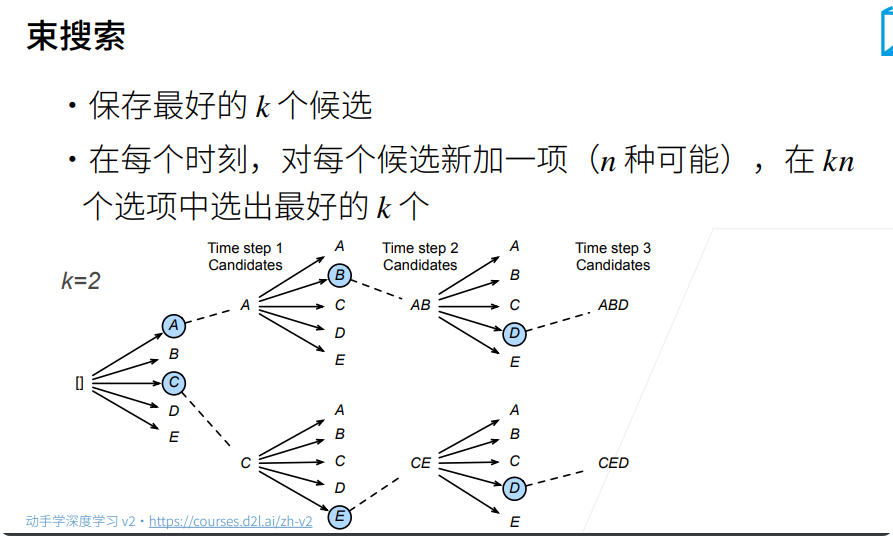 束搜索
• 保存最好的 k 个候选
• 在每个时刻，对每个候选新加一项（n 种可能），在 kn
个选项中选出最好的 k 个
k=2
Time step 1
Candidates
Time step 2
Candidates
Time step 3
Candidates
[]
A
B
C
D
E
A
A
B
C
D
E
AB
A
B
C
D
E
ABD
C
A
B
C
D
E
CE
A
B
C
D
E
CED
动手学深度学习 v2 • https://courses.d2l.ai/zh-v2